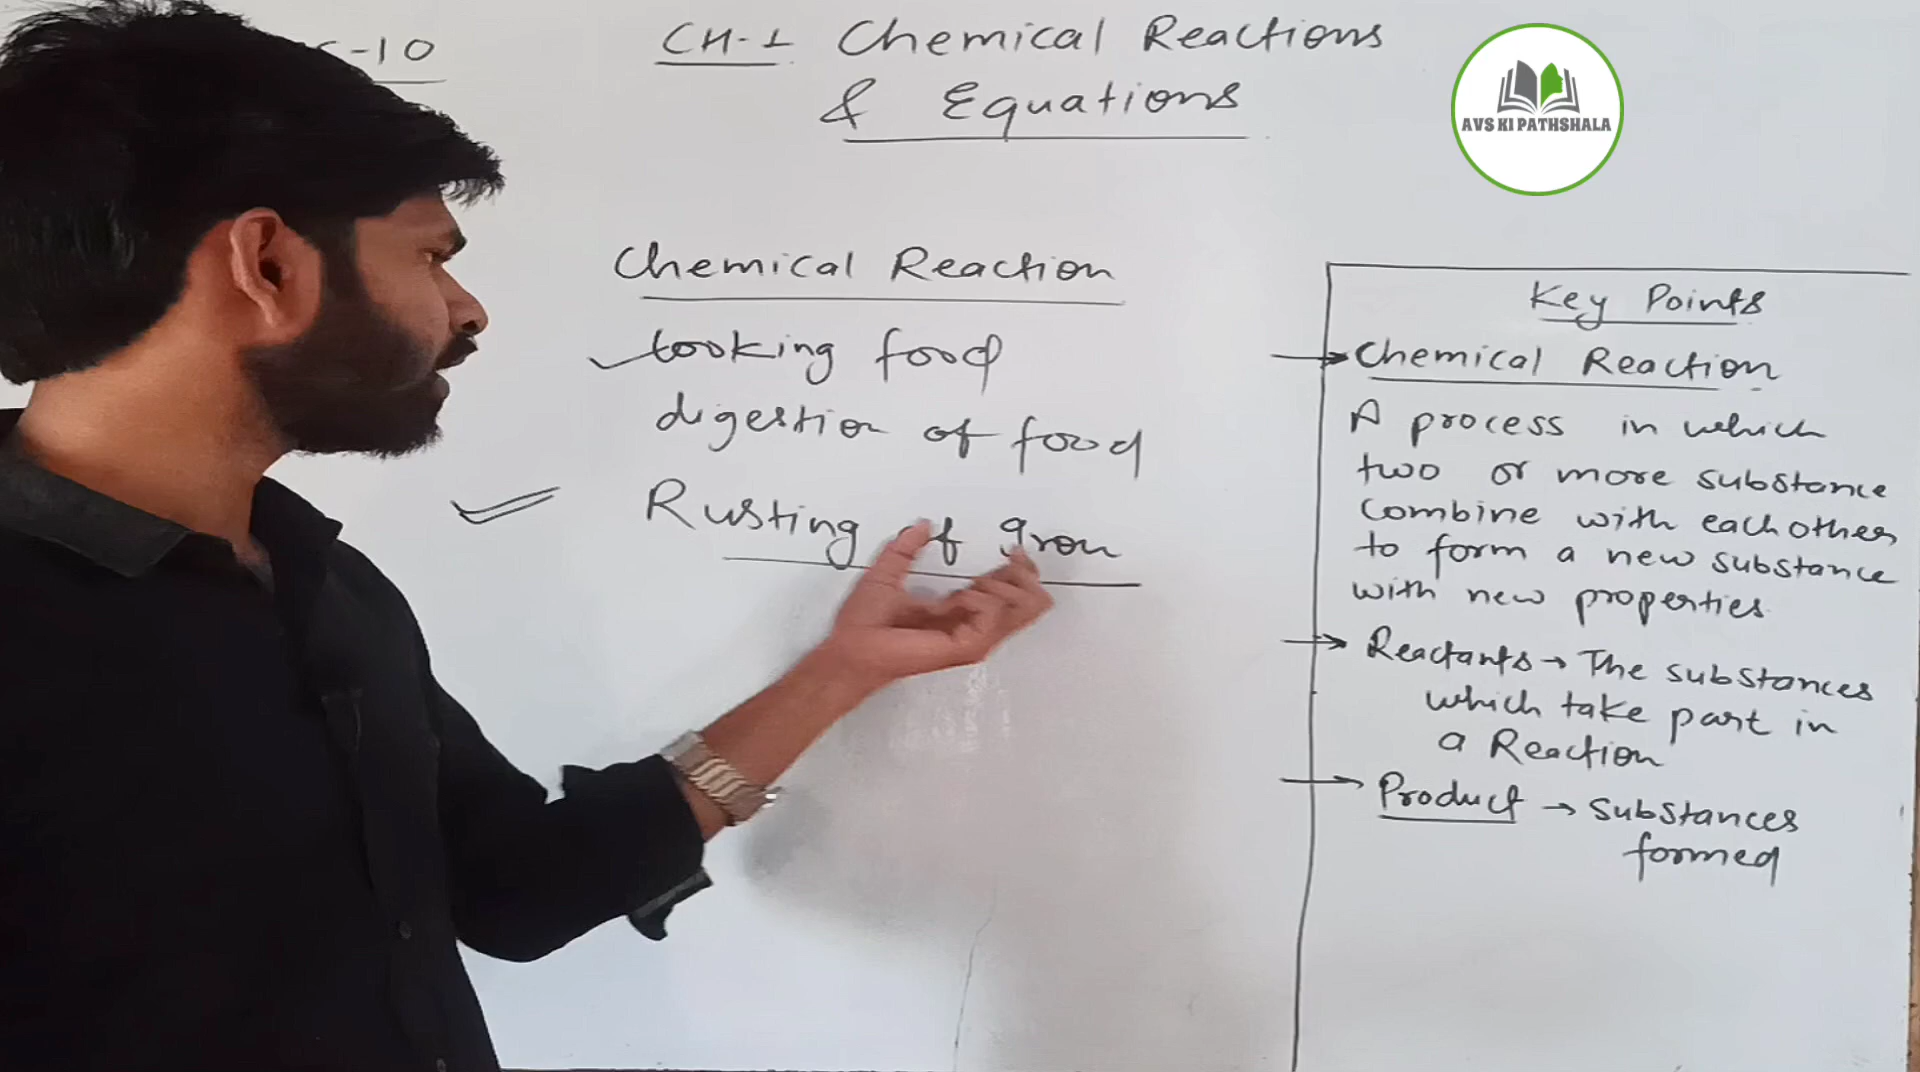 -10
CH-1 Chemical Reactions
& Equations
AVS KI PATHSHALA
Chemical Reaction
Cooking food
digestion of food
Rusting of Iron
Key Points
Chemical Reaction
A process in which
two or more substance
combine with each other
to form a new substance
with new properties.
Reactants → The substances
which take part in
a Reaction
Product → Substances
formed